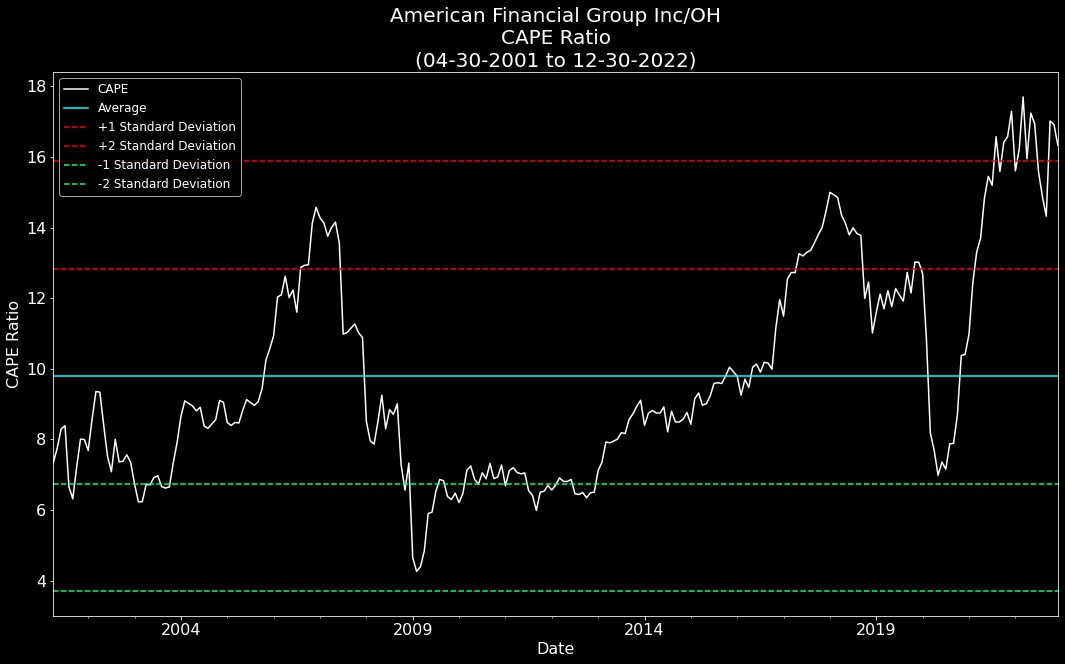 American Financial Group Inc/OH
CAPE Ratio
(04-30-2001 to 12-30-2022)
CAPE
Average
+1 Standard Deviation
+2 Standard Deviation
-1 Standard Deviation
-2 Standard Deviation
CAPE Ratio
18
16
14
12
10
8
6
4
2004
2009
2014
2019
Date